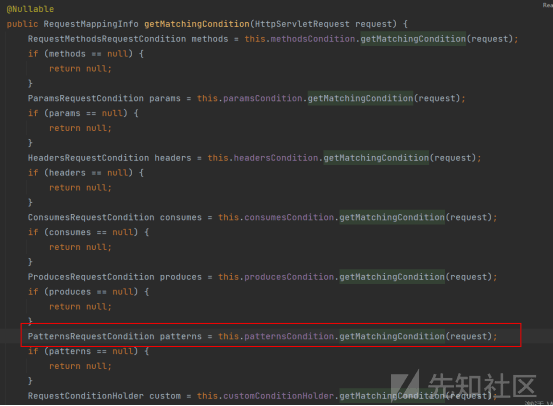 Rea
@Nullable
public RequestMappingInfo getMatchingCondition(HttpServletRequest request) {
RequestMethodsRequestCondition methods = this.methodsCondition.getMatchingCondition(request);
if (methods == null) {
return null;
}
ParamsRequestCondition params = this.paramsCondition.getMatchingCondition(request);
if (params == null) {
return null;
}
HeadersRequestCondition headers = this.headersCondition.getMatchingCondition(request);
if (headers == null) {
return null;
}
ConsumesRequestCondition consumes = this.consumesCondition.getMatchingCondition(request);
if (consumes == null) {
return null;
}
ProducesRequestCondition produces = this.producesCondition.getMatchingCondition(request);
if (produces == null) {
return null;
}
PatternsRequestCondition patterns = this.patternsCondition.getMatchingCondition(request);
if (patterns == null) {
return null;
}
先知社区
RequestConditionHolder custom = this.customConditionHolder.getMatchingCondition(request);